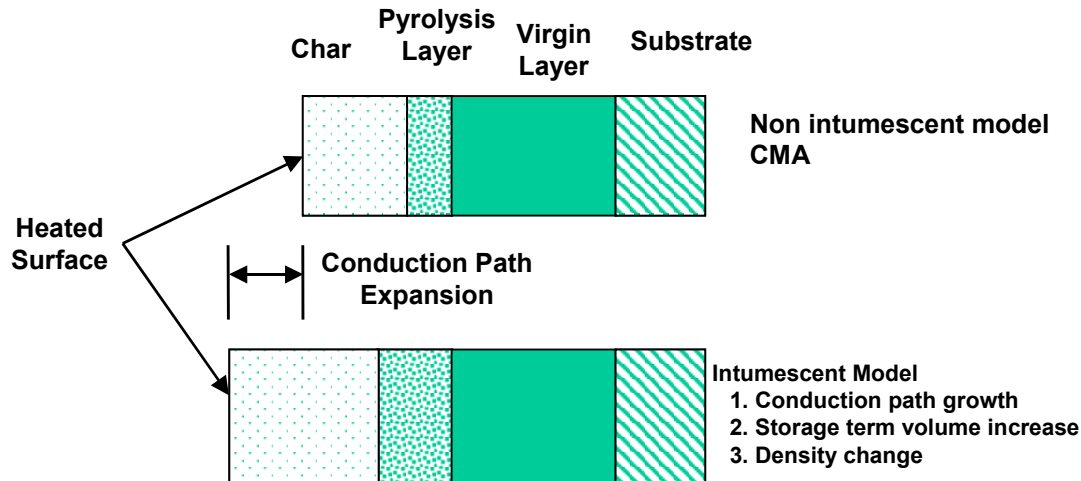 Char
Pyrolysis
Layer
Virgin
Layer
Substrate
Non intumescent model
CMA
Heated
Surface
Conduction Path
Expansion
Intumescent Model
1. Conduction path growth
2. Storage term volume increase
3. Density change